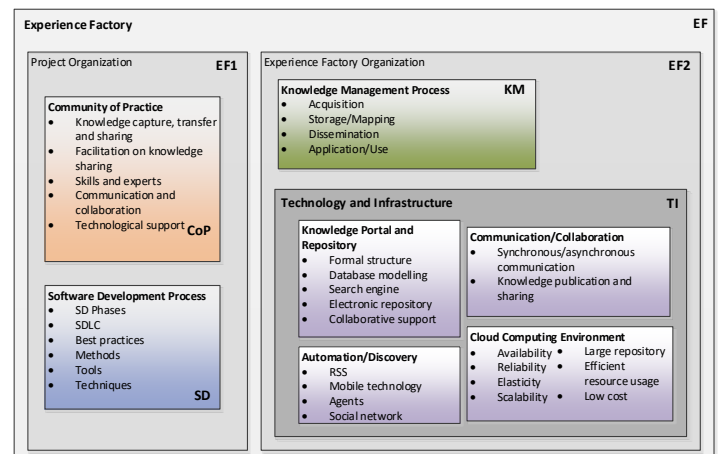 Experience Factory EF
Project Organization EF1
Community of Practice
• Knowledge capture, transfer
and sharing
• Facilitation on knowledge
sharing
• Skills and experts
• Communication and
collaboration
• Technological support CoP
Software Development Process
• SD Phases
• SDLC
• Best practices
• Methods
• Tools
• Techniques
SD
Experience Factory Organization EF2
Knowledge Management Process KM
• Acquisition
• Storage/Mapping
• Dissemination
• Application/Use
Technology and Infrastructure TI
Knowledge Portal and
Repository
• Formal structure
• Database modelling
• Search engine
• Electronic repository
• Collaborative support
Communication/Collaboration
• Synchronous/asynchronous
communication
• Knowledge publication and
sharing
Automation/Discovery
• RSS
• Mobile technology
• Agents
• Social network
Cloud Computing Environment
• Availability
• Reliability
• Elasticity
• Scalability
• Large repository
• Efficient
resource usage
• Low cost